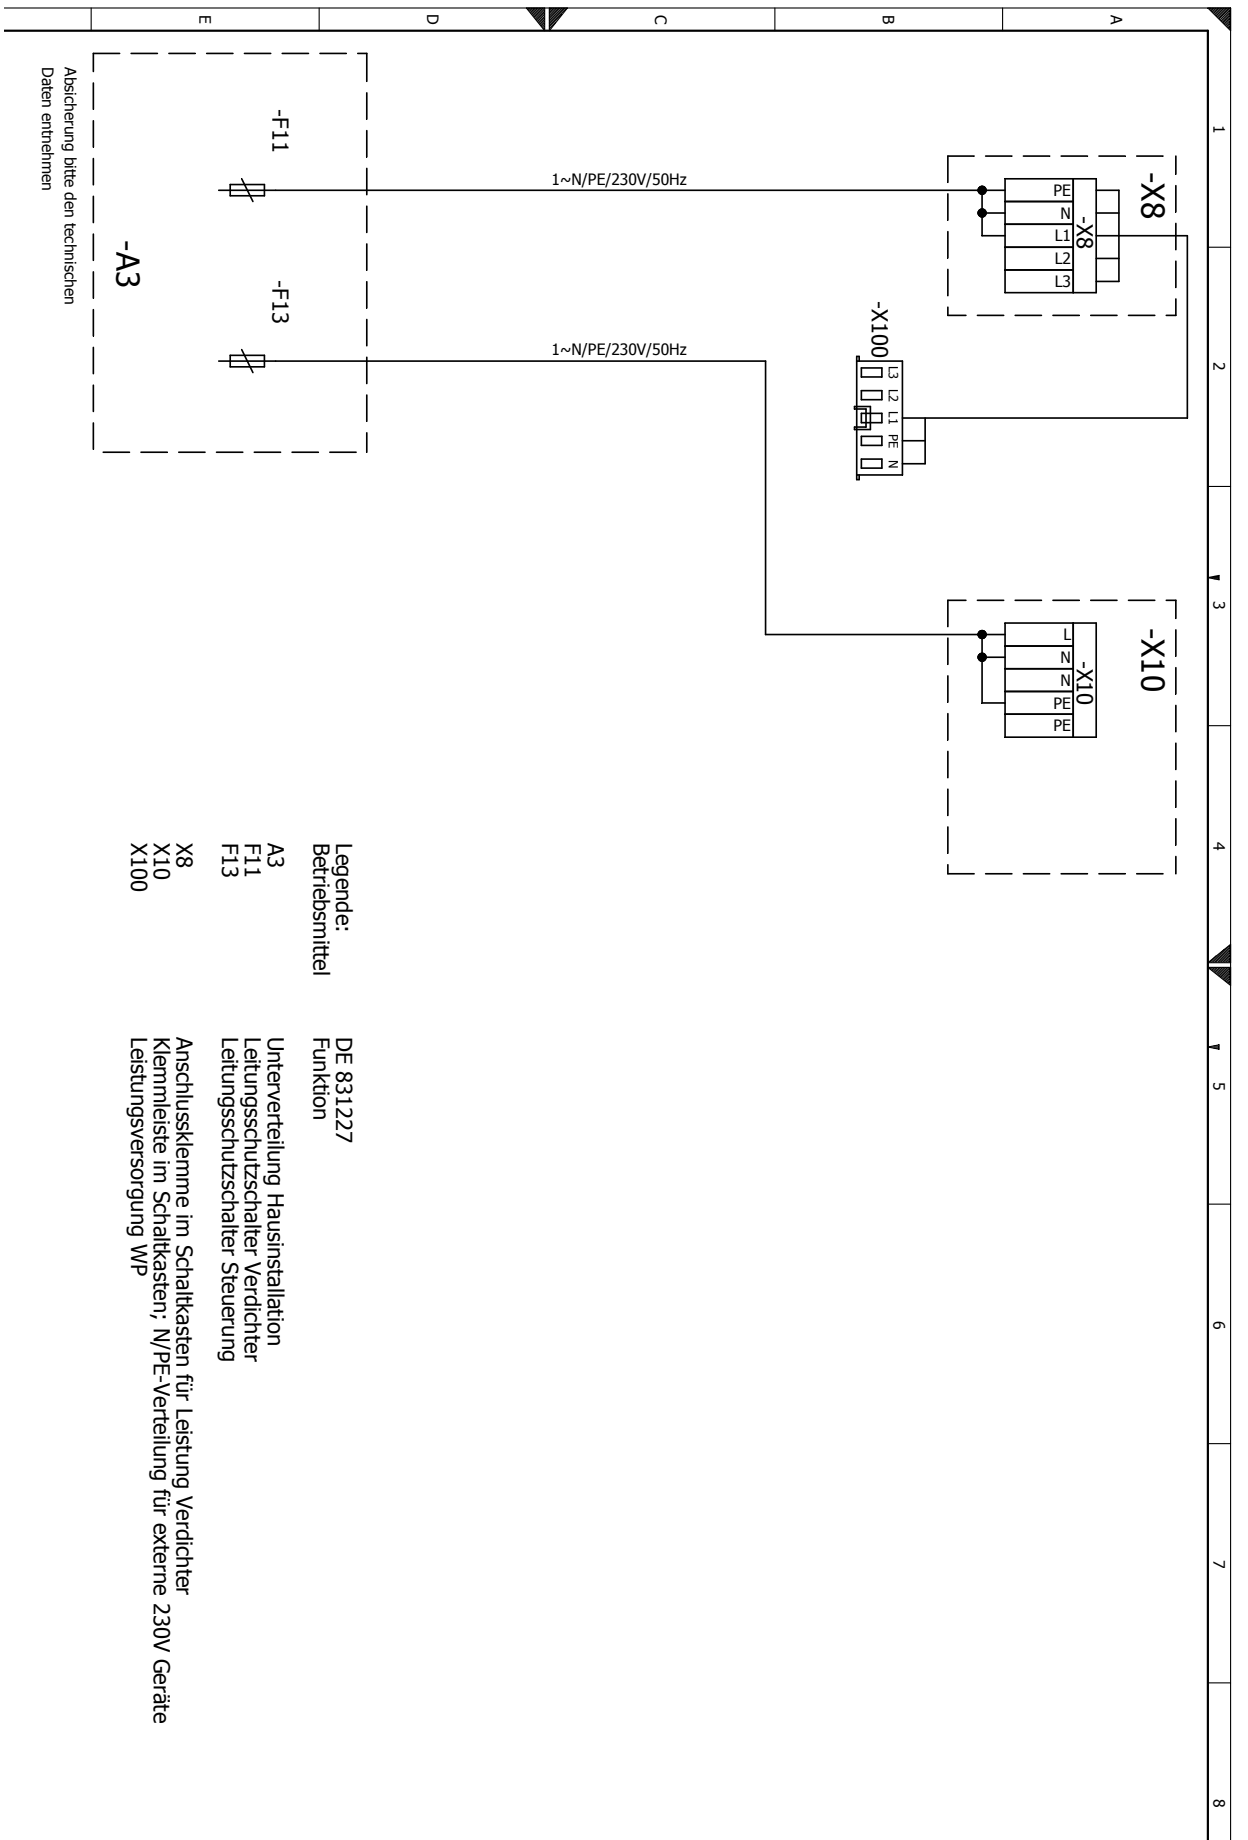 E
D
C
B
A
1
2
3
4
5
6
7
8
-X8
-X8
PE
N
L1
L2
L3
-X100
L3
L2
L1
PE
N
-X10
-X10
L
N
N
PE
PE
1~N/PE/230V/50Hz
1~N/PE/230V/50Hz
-F11
-F13
-A3
Absicherung bitte den technischen
Daten entnehmen
Legende: DE 831227
Betriebsmittel Funktion
A3 Unterverteilung Hausinstallation
F11 Leitungsschutzschalter Verdichter
F13 Leitungsschutzschalter Steuerung
X8 Anschlussklemme im Schaltkasten für Leistung Verdichter
X10 Klemmleiste im Schaltkasten; N/PE-Verteilung für externe 230V Geräte
X100 Leistungsversorgung WP